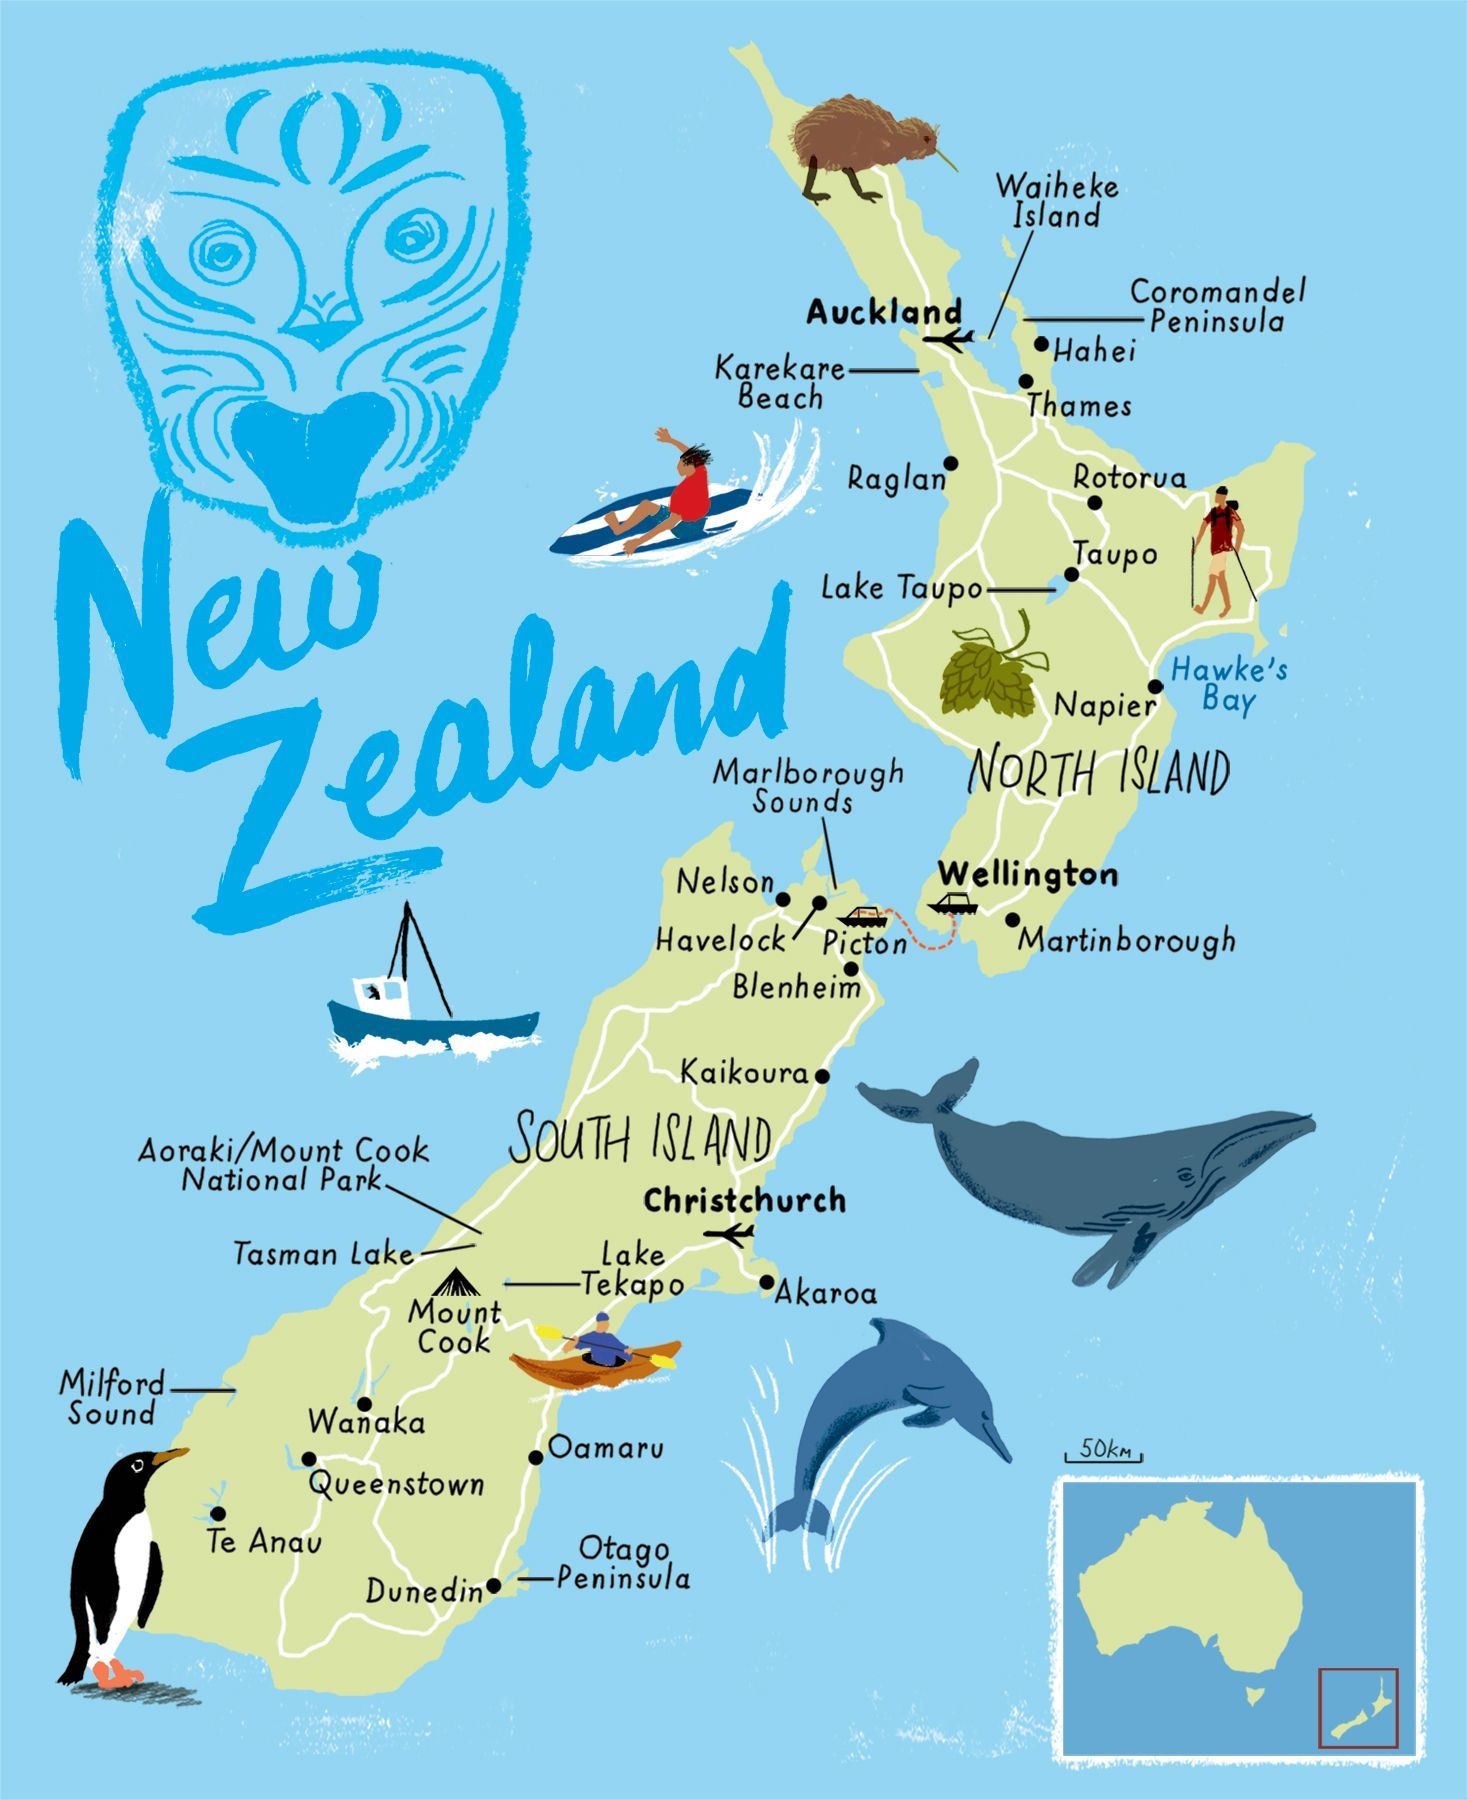 New
Zealand
Waiheke
Island
Coromandel
Peninsula
Auckland
Hahei
Karekare
Beach
Thames
Raglan
Rotorua
Taupo
Lake Taupo
Hawke's
Bay
Napier
NORTH ISLAND
Marlborough
Sounds
Wellington
Nelson
Havelock
Picton
Martinborough
Blenheim
Kaikoura
SOUTH ISLAND
Aoraki/Mount Cook
National Park
Christchurch
Tasman Lake
Lake
Tekapo
Akaroa
Mount
Cook
Milford
Sound
Wanaka
Oamaru
Queenstown
Te Anau
Otago
Peninsula
Dunedin
50KM